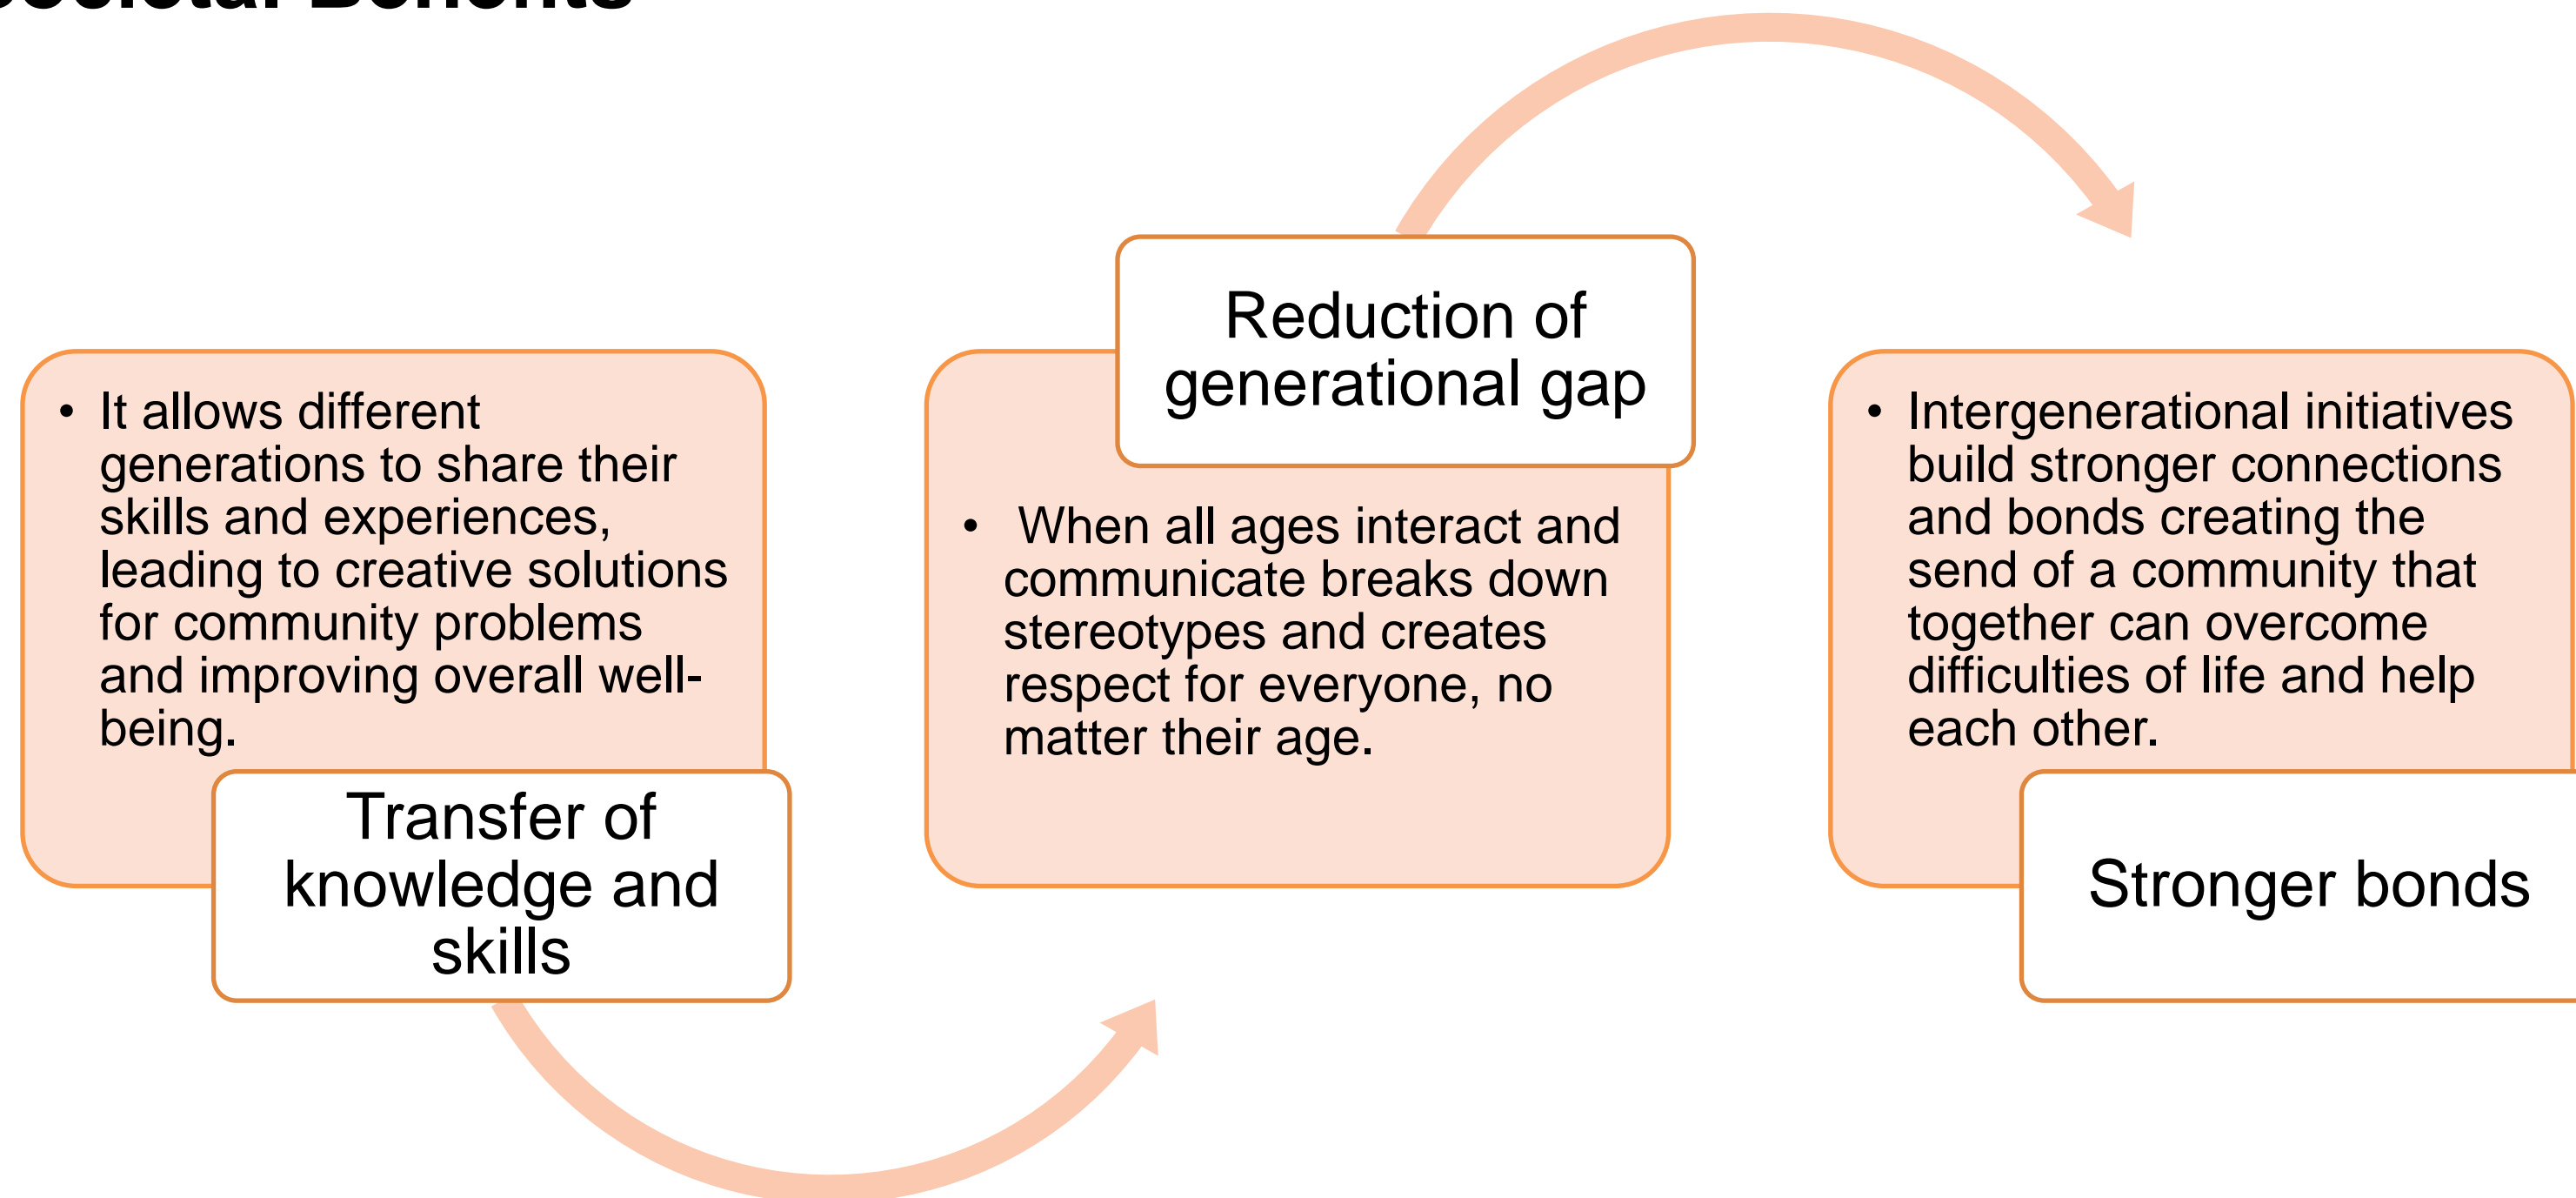 Societal Benefits
• It allows different
generations to share their
skills and experiences,
leading to creative solutions
for community problems
and improving overall well-
being.
Transfer of
knowledge and
skills
Reduction of
generational gap
• When all ages interact and
communicate breaks down
stereotypes and creates
respect for everyone, no
matter their age.
• Intergenerational initiatives
build stronger connections
and bonds creating the
send of a community that
together can overcome
difficulties of life and help
each other.
Stronger bonds